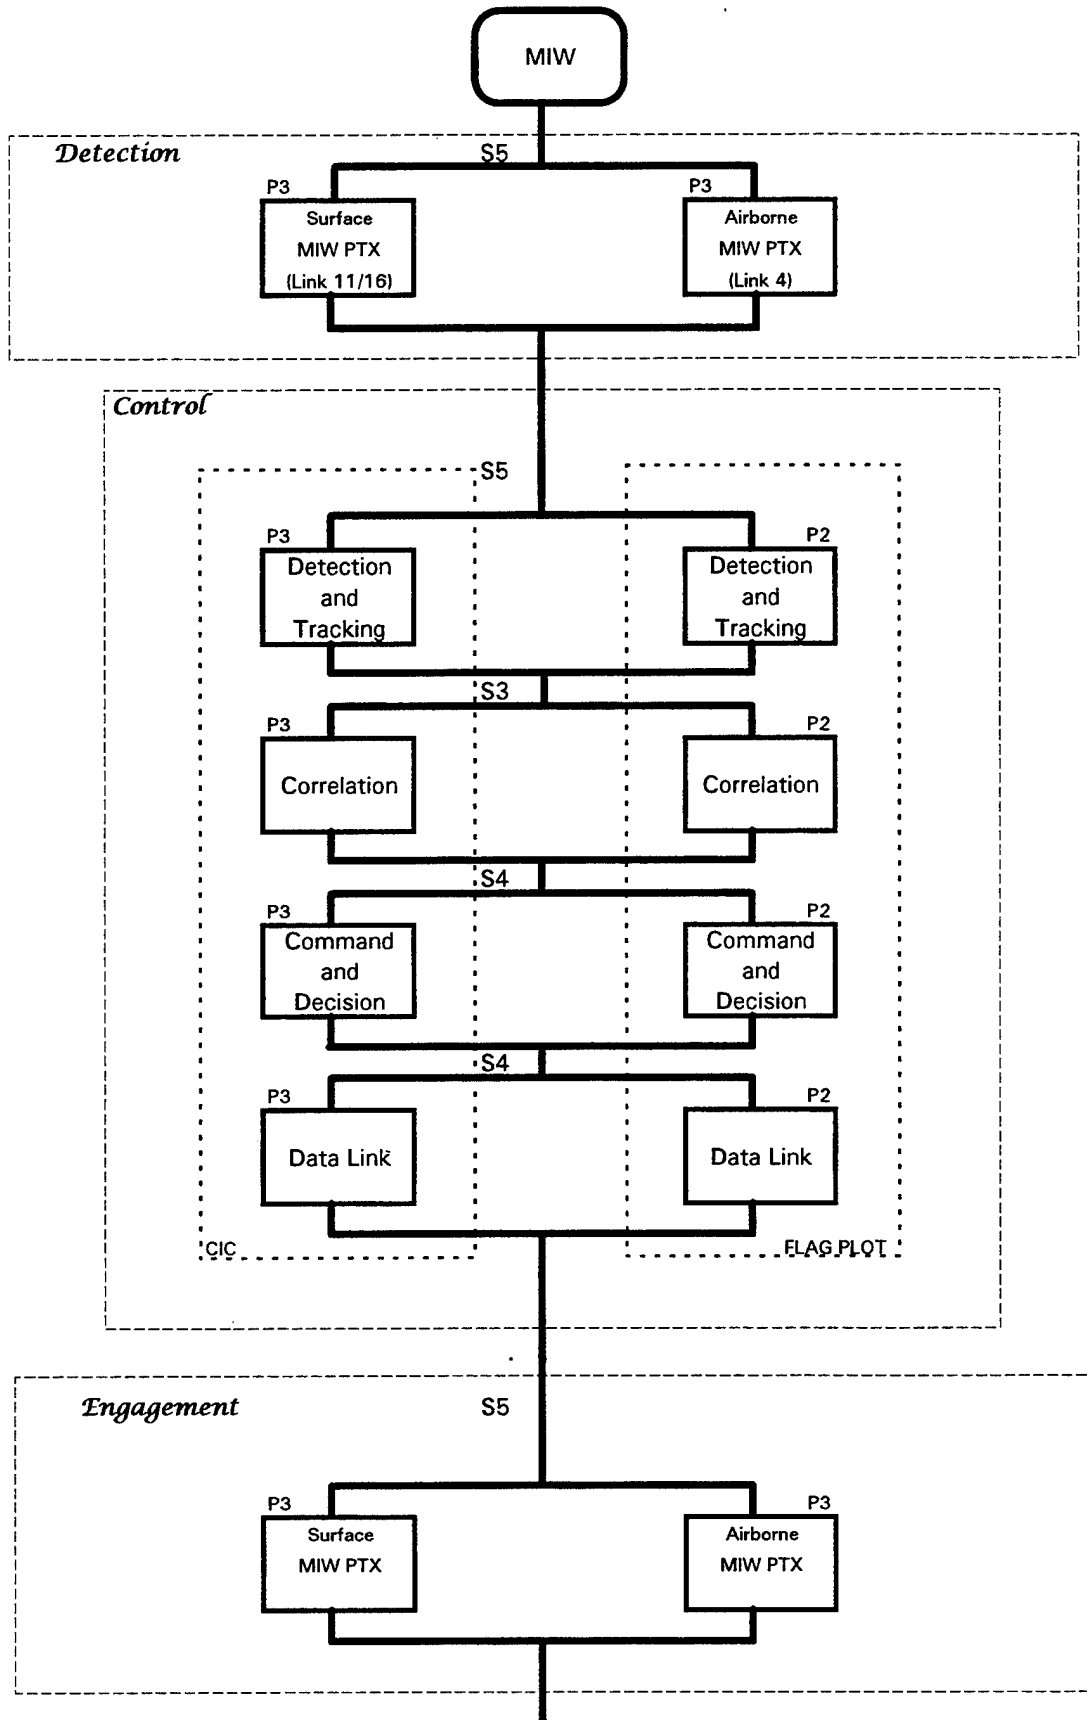 MIW
Detection
S5
P3
P3
Surface
MIW PTX
(Link 11/16)
Airborne
MIW PTX
(Link 4)
Control
S5
P3
P2
Detection
and
Tracking
Detection
and
Tracking
S3
P3
P2
Correlation
Correlation
S4
P3
P2
Command
and
Decision
Command
and
Decision
S4
P3
P2
Data Link
Data Link
CIC
FLAG PLOT
Engagement
S5
P3
P3
Surface
MIW PTX
Airborne
MIW PTX